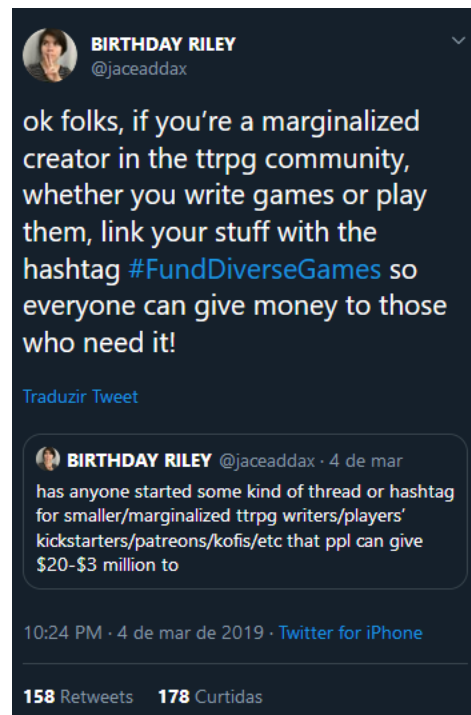 BIRTHDAY RILEY
@jaceaddax
ok folks, if you're a marginalized
creator in the ttrpg community,
whether you write games or play
them, link your stuff with the
hashtag #FundDiverseGames so
everyone can give money to those
who need it!
Traduzir Tweet
BIRTHDAY RILEY @jaceaddax · 4 de mar
has anyone started some kind of thread or hashtag
for smaller/marginalized ttrpg writers/players'
kickstarters/patreons/kofis/etc that ppl can give
$20-$3 million to
10:24 PM · 4 de mar de 2019 · Twitter for iPhone
158 Retweets 178 Curtidas